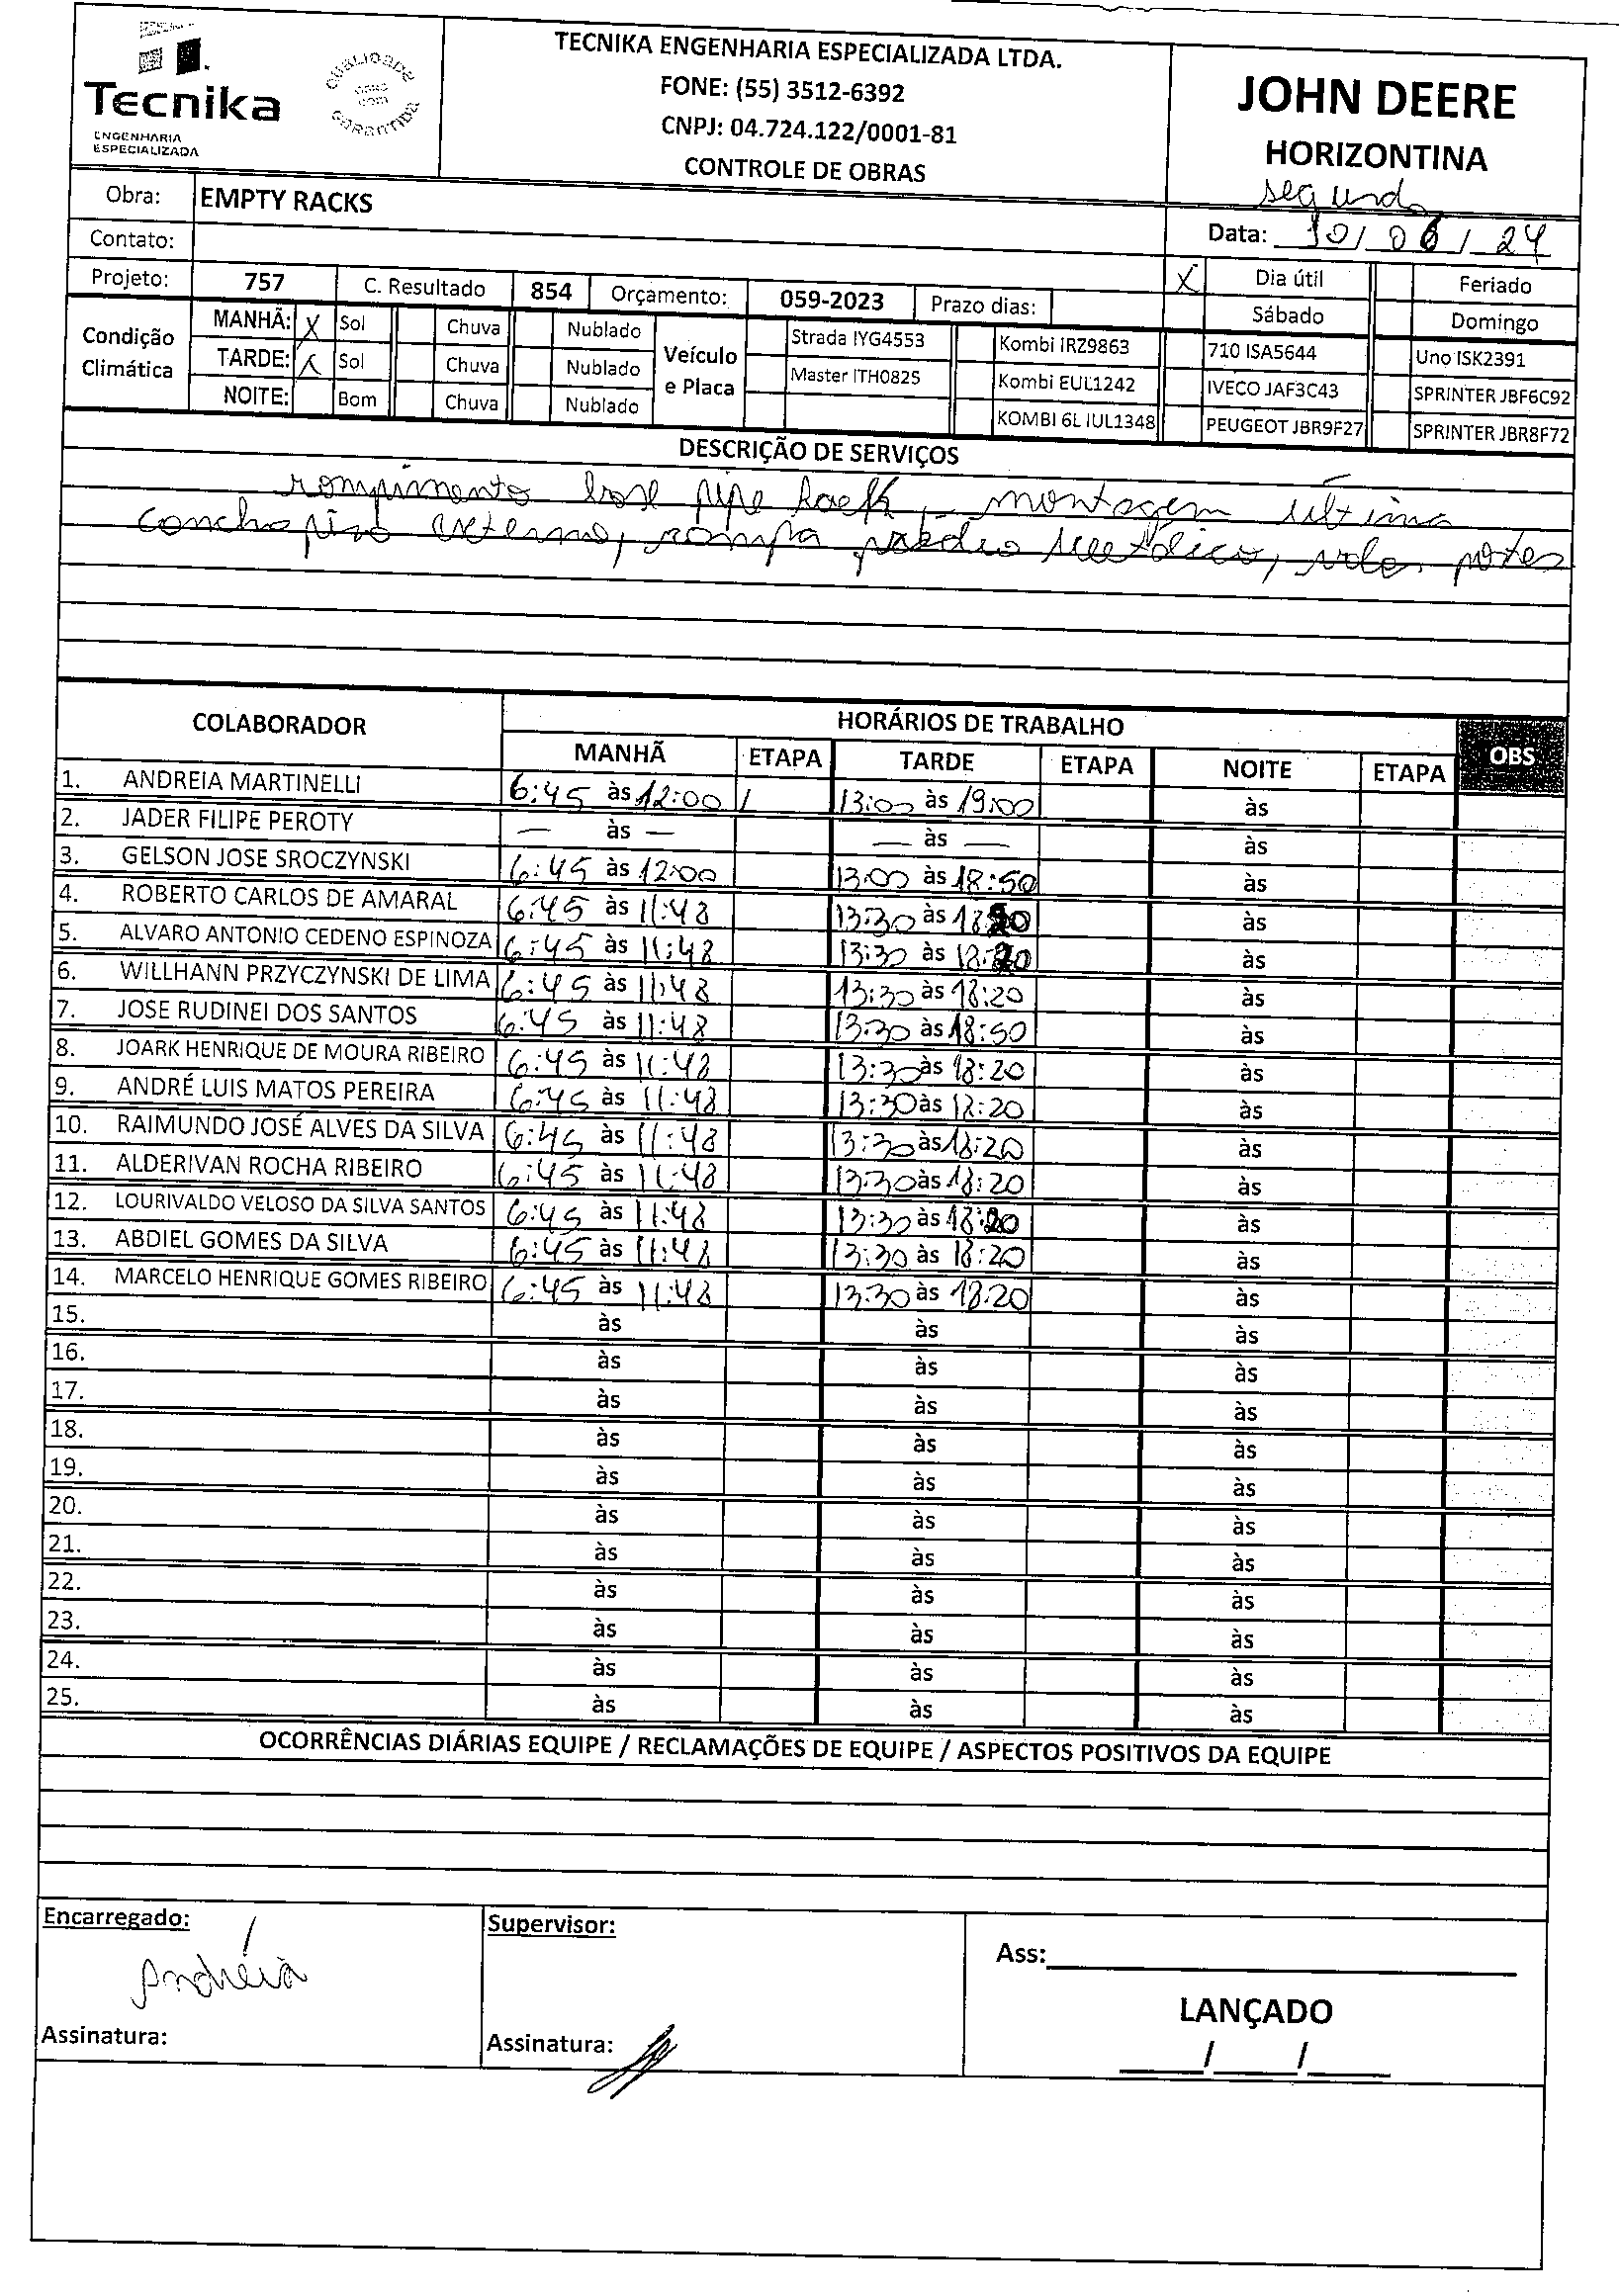 Tecnika
ENGENHARIA
ESPECIALIZADA
QUALIDADE
COM
GARANTIDA
TECNIKA ENGENHARIA ESPECIALIZADA LTDA.
FONE: (55) 3512-6392
CNPJ: 04.724.122/0001-81
CONTROLE DE OBRAS
JOHN DEERE
HORIZONTINA
segunda
Obra: EMPTY RACKS
Data: 10/06/24
Contato:
Projeto: 757 C. Resultado 854 Orçamento: 059-2023 Prazo dias:
X Dia útil Feriado
Sábado Domingo
Condição Climática
MANHÃ: X Sol Chuva Nublado
TARDE: X Sol Chuva Nublado
NOITE: Bom Chuva Nublado
Veículo e Placa
Strada IYG4553 Kombi IRZ9863 710 ISA5644 Uno ISK2391
Master ITH0825 Kombi EUL1242 IVECO JAF3C43 SPRINTER JBF6C92
KOMBI 6L IUL1348 PEUGEOT JBR9F27 SPRINTER JBR8F72
DESCRIÇÃO DE SERVIÇOS
rompimento base pipe Rack, montagem última
concha piso externo, rampa prédio metálico, postes
COLABORADOR HORÁRIOS DE TRABALHO OBS
MANHÃ ETAPA TARDE ETAPA NOITE ETAPA
1. ANDREIA MARTINELLI 6:45 às 12:00 / 13:00 às 19:00 às
2. JADER FILIPE PEROTY — às — — às — às
3. GELSON JOSE SROCZYNSKI 6:45 às 12:00 13:00 às 18:50 às
4. ROBERTO CARLOS DE AMARAL 6:45 às 11:48 13:30 às às
5. ALVARO ANTONIO CEDENO ESPINOZA 6:45 às 11:48 13:30 às 18:20 às
6. WILLHANN PRZYCZYNSKI DE LIMA 6:45 às 11:48 13:30 às 18:20 às
7. JOSE RUDINEI DOS SANTOS 6:45 às 11:48 13:30 às 18:50 às
8. JOARK HENRIQUE DE MOURA RIBEIRO 6:45 às 11:48 13:30 às 18:20 às
9. ANDRÉ LUIS MATOS PEREIRA 6:45 às 11:48 13:30 às 18:20 às
10. RAIMUNDO JOSÉ ALVES DA SILVA 6:45 às 11:48 13:30 às 18:20 às
11. ALDERIVAN ROCHA RIBEIRO 6:45 às 11:48 13:30 às 18:20 às
12. LOURIVALDO VELOSO DA SILVA SANTOS 6:45 às 11:48 13:30 às 18:20 às
13. ABDIEL GOMES DA SILVA 6:45 às 11:48 13:30 às 18:20 às
14. MARCELO HENRIQUE GOMES RIBEIRO 6:45 às 11:48 13:30 às 18:20 às
15. às às às
16. às às às
17. às às às
18. às às às
19. às às às
20. às às às
21. às às às
22. às às às
23. às às às
24. às às às
25. às às às
OCORRÊNCIAS DIÁRIAS EQUIPE / RECLAMAÇÕES DE EQUIPE / ASPECTOS POSITIVOS DA EQUIPE
Encarregado: Supervisor:
Andréia
Ass:
LANÇADO
Assinatura: Assinatura:
/ /